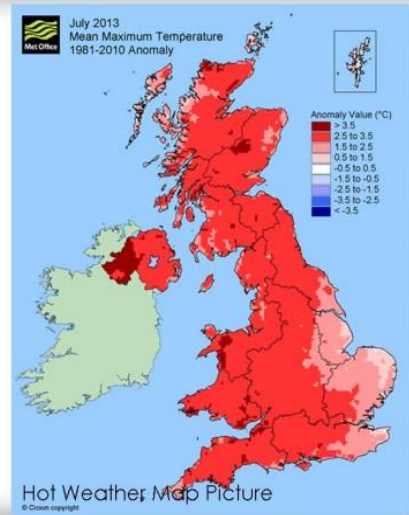 Met Office
July 2013
Mean Maximum Temperature
1981-2010 Anomaly
Anomaly Value (°C)
> 3.5
2.5 to 3.5
1.5 to 2.5
0.5 to 1.5
-0.5 to 0.5
-1.5 to -0.5
-2.5 to -1.5
-3.5 to -2.5
< -3.5
Hot Weather Map Picture
© Crown copyright